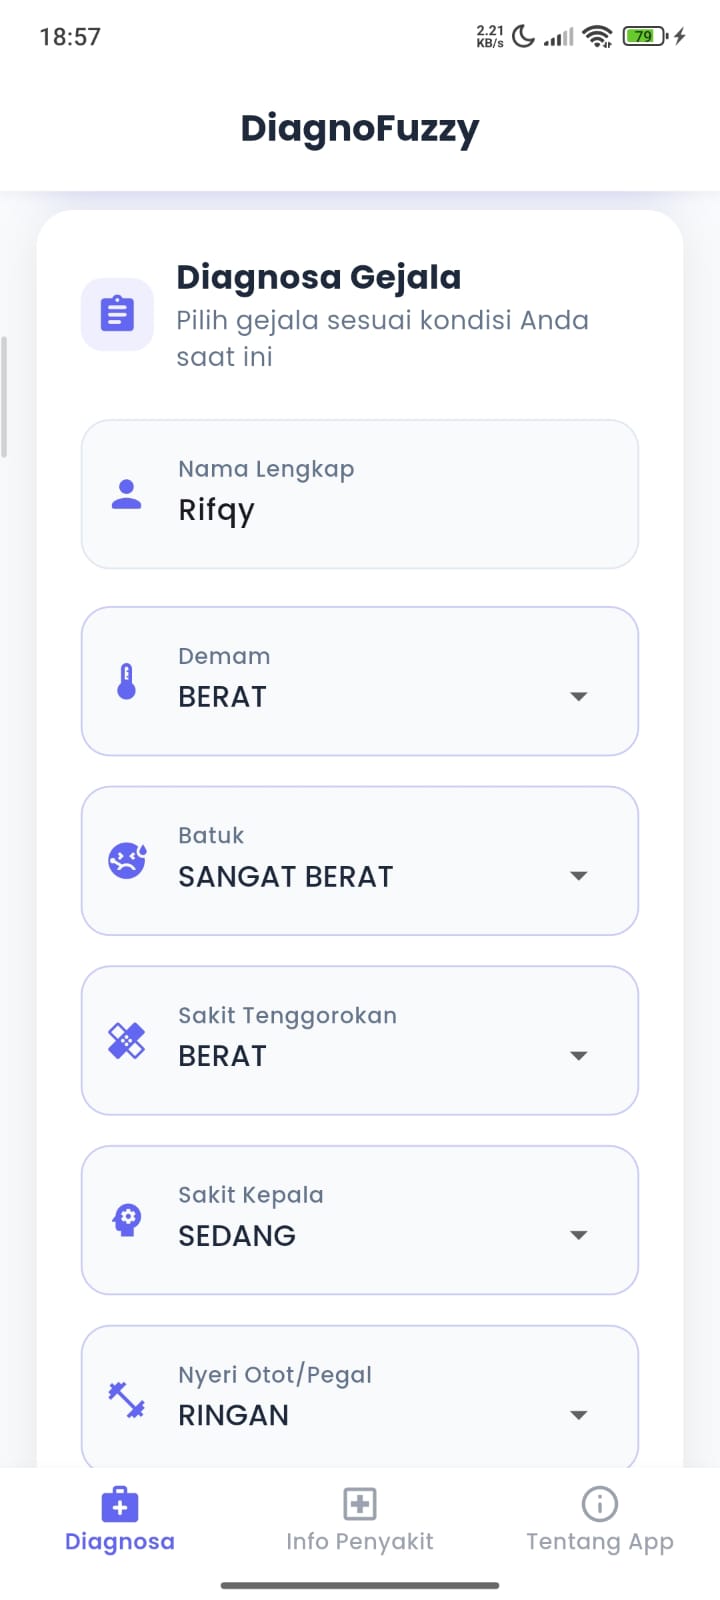 18:57
2.21
KB/s
79
DiagnoFuzzy
Diagnosa Gejala
Pilih gejala sesuai kondisi Anda
saat ini
Nama Lengkap
Rifqy
Demam
BERAT
Batuk
SANGAT BERAT
Sakit Tenggorokan
BERAT
Sakit Kepala
SEDANG
Nyeri Otot/Pegal
RINGAN
Diagnosa
Info Penyakit
Tentang App